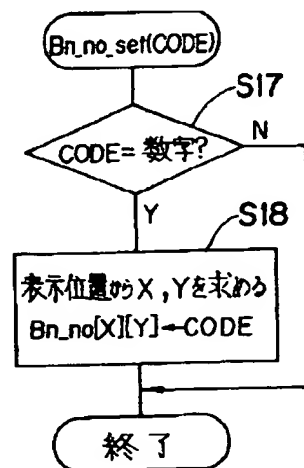 Bn_no_set(CODE)
S17
CODE=数字?
N
Y
S18
表示位置からX,Yを求める
Bn_no[X][Y]←CODE
終了